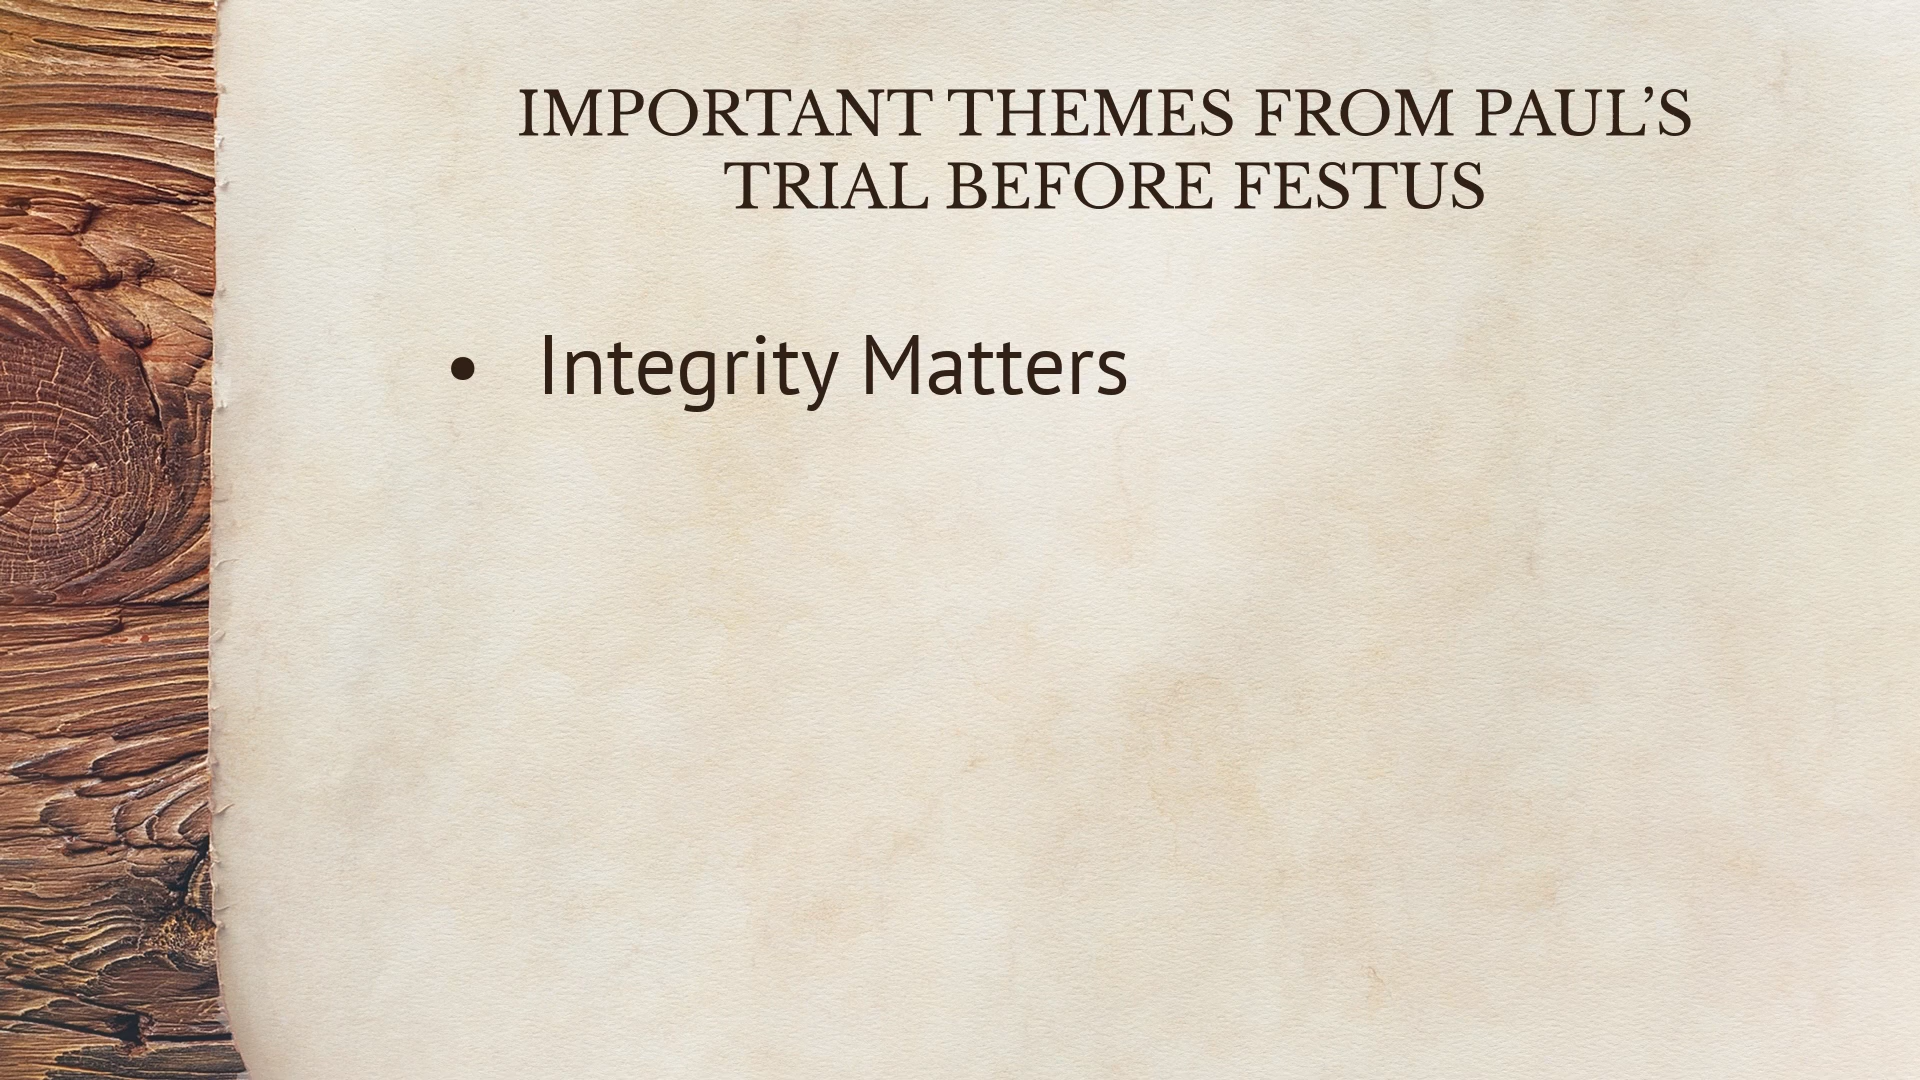 IMPORTANT THEMES FROM PAUL’S
TRIAL BEFORE FESTUS
• Integrity Matters